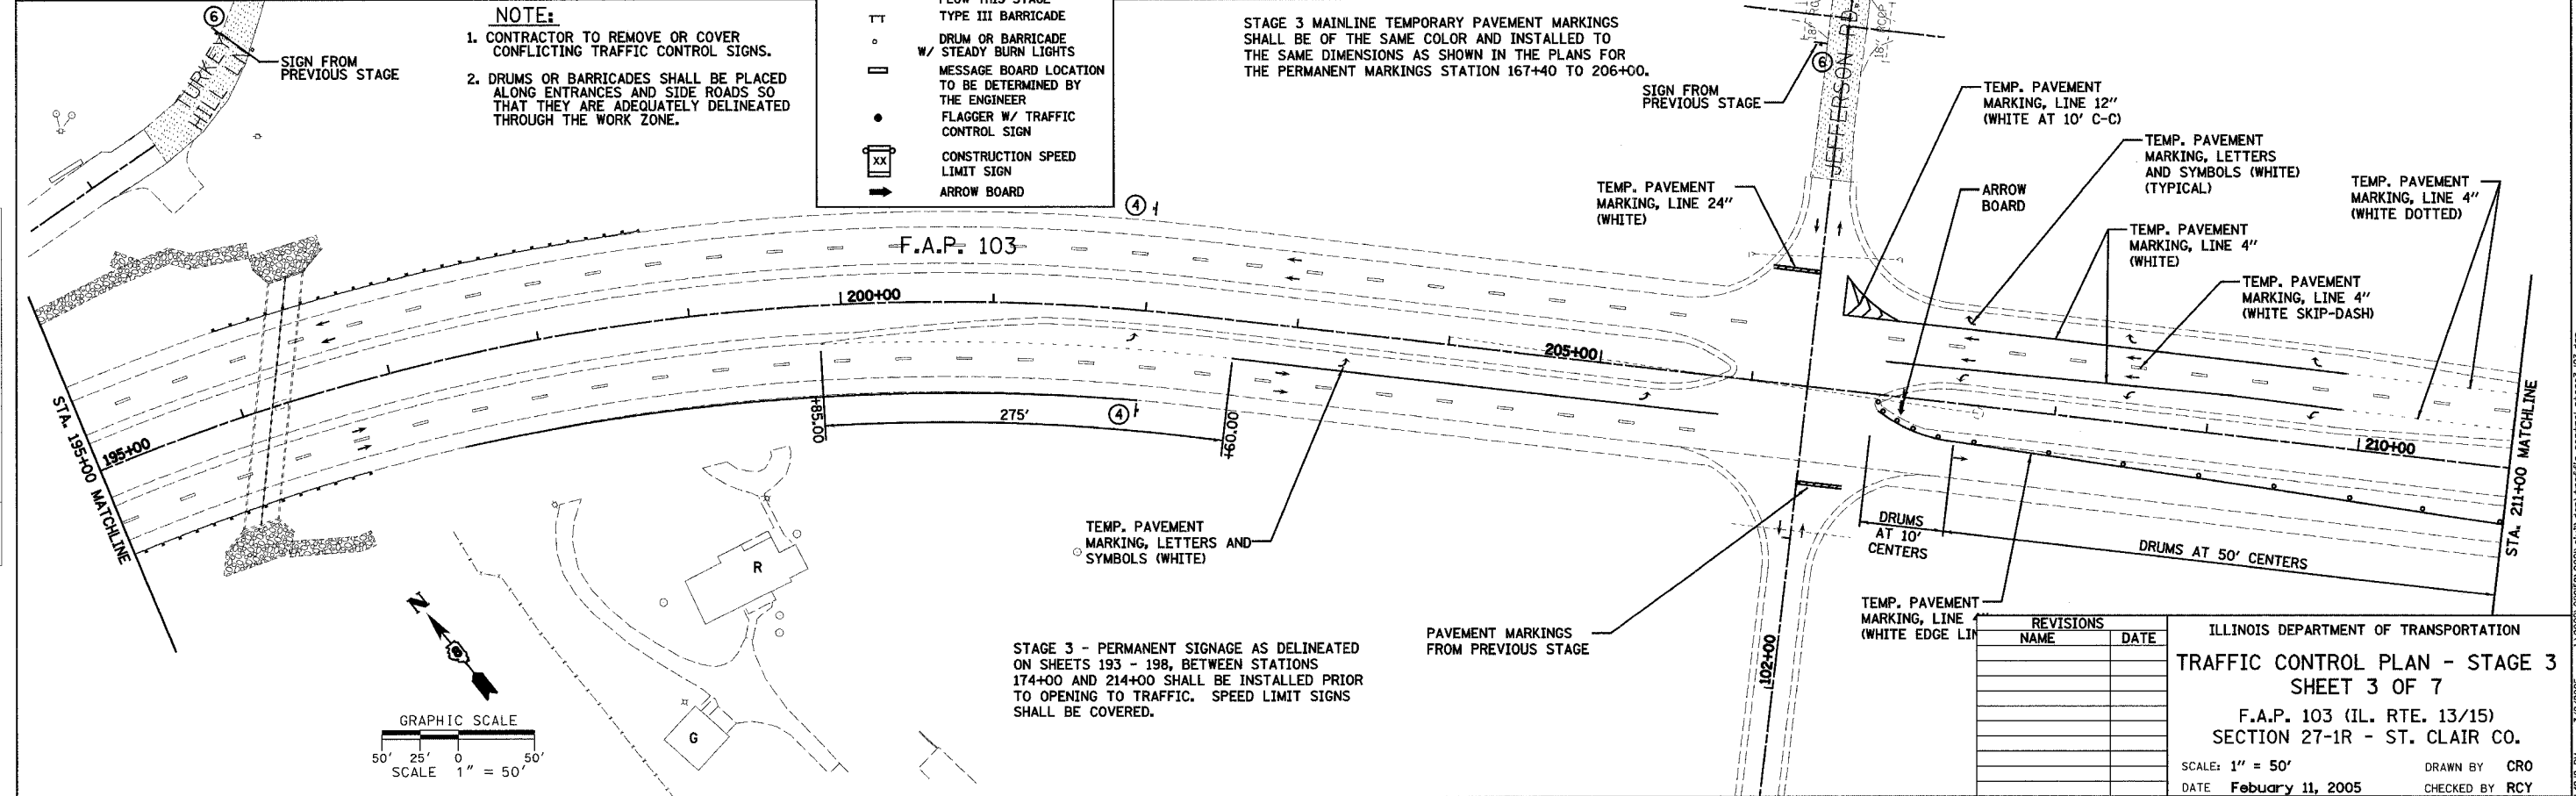 6
TURKEY
HILL LN.
SIGN FROM
PREVIOUS STAGE
NOTE:
1. CONTRACTOR TO REMOVE OR COVER
CONFLICTING TRAFFIC CONTROL SIGNS.
2. DRUMS OR BARRICADES SHALL BE PLACED
ALONG ENTRANCES AND SIDE ROADS SO
THAT THEY ARE ADEQUATELY DELINEATED
THROUGH THE WORK ZONE.
FLOW THIS STAGE
TYPE III BARRICADE
DRUM OR BARRICADE
W/ STEADY BURN LIGHTS
MESSAGE BOARD LOCATION
TO BE DETERMINED BY
THE ENGINEER
FLAGGER W/ TRAFFIC
CONTROL SIGN
XX
CONSTRUCTION SPEED
LIMIT SIGN
ARROW BOARD
STAGE 3 MAINLINE TEMPORARY PAVEMENT MARKINGS
SHALL BE OF THE SAME COLOR AND INSTALLED TO
THE SAME DIMENSIONS AS SHOWN IN THE PLANS FOR
THE PERMANENT MARKINGS STATION 167+40 TO 206+00.
SIGN FROM
PREVIOUS STAGE
6
JEFFERSON RD.
TEMP. PAVEMENT
MARKING, LINE 12"
(WHITE AT 10' C-C)
TEMP. PAVEMENT
MARKING, LETTERS
AND SYMBOLS (WHITE)
(TYPICAL)
TEMP. PAVEMENT
MARKING, LINE 4"
(WHITE DOTTED)
TEMP. PAVEMENT
MARKING, LINE 24"
(WHITE)
ARROW
BOARD
TEMP. PAVEMENT
MARKING, LINE 4"
(WHITE)
TEMP. PAVEMENT
MARKING, LINE 4"
(WHITE SKIP-DASH)
4
F.A.P. 103
200+00
205+00
210+00
195+00
STA. 195+00 MATCHLINE
STA. 211+00 MATCHLINE
+85.00
275'
4
+60.00
TEMP. PAVEMENT
MARKING, LETTERS AND
SYMBOLS (WHITE)
DRUMS
AT 10'
CENTERS
DRUMS AT 50' CENTERS
R
G
N
GRAPHIC SCALE
50' 25' 0 50'
SCALE 1" = 50'
STAGE 3 - PERMANENT SIGNAGE AS DELINEATED
ON SHEETS 193 - 198, BETWEEN STATIONS
174+00 AND 214+00 SHALL BE INSTALLED PRIOR
TO OPENING TO TRAFFIC. SPEED LIMIT SIGNS
SHALL BE COVERED.
PAVEMENT MARKINGS
FROM PREVIOUS STAGE
102+00
TEMP. PAVEMENT
MARKING, LINE 4"
(WHITE EDGE LIN
REVISIONS
NAME DATE
ILLINOIS DEPARTMENT OF TRANSPORTATION
TRAFFIC CONTROL PLAN - STAGE 3
SHEET 3 OF 7
F.A.P. 103 (IL. RTE. 13/15)
SECTION 27-1R - ST. CLAIR CO.
SCALE: 1" = 50' DRAWN BY CRO
DATE Febuary 11, 2005 CHECKED BY RCY